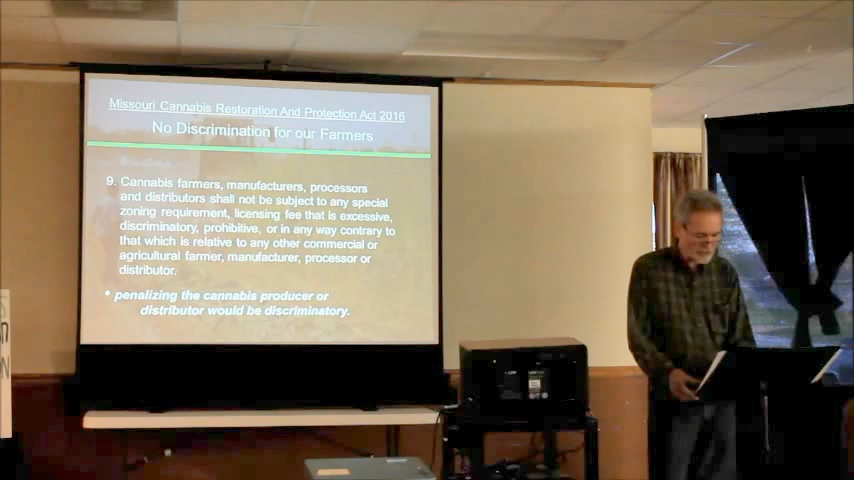 Missouri Cannabis Restoration And Protection Act 2016
No Discrimination for our Farmers
9. Cannabis farmers, manufacturers, processors
and distributors shall not be subject to any special
zoning requirement, licensing fee that is excessive,
discriminatory, prohibitive, or in any way contrary to
that which is relative to any other commercial or
agricultural farmer, manufacturer, processor or
distributor.
• penalizing the cannabis producer or
distributor would be discriminatory.